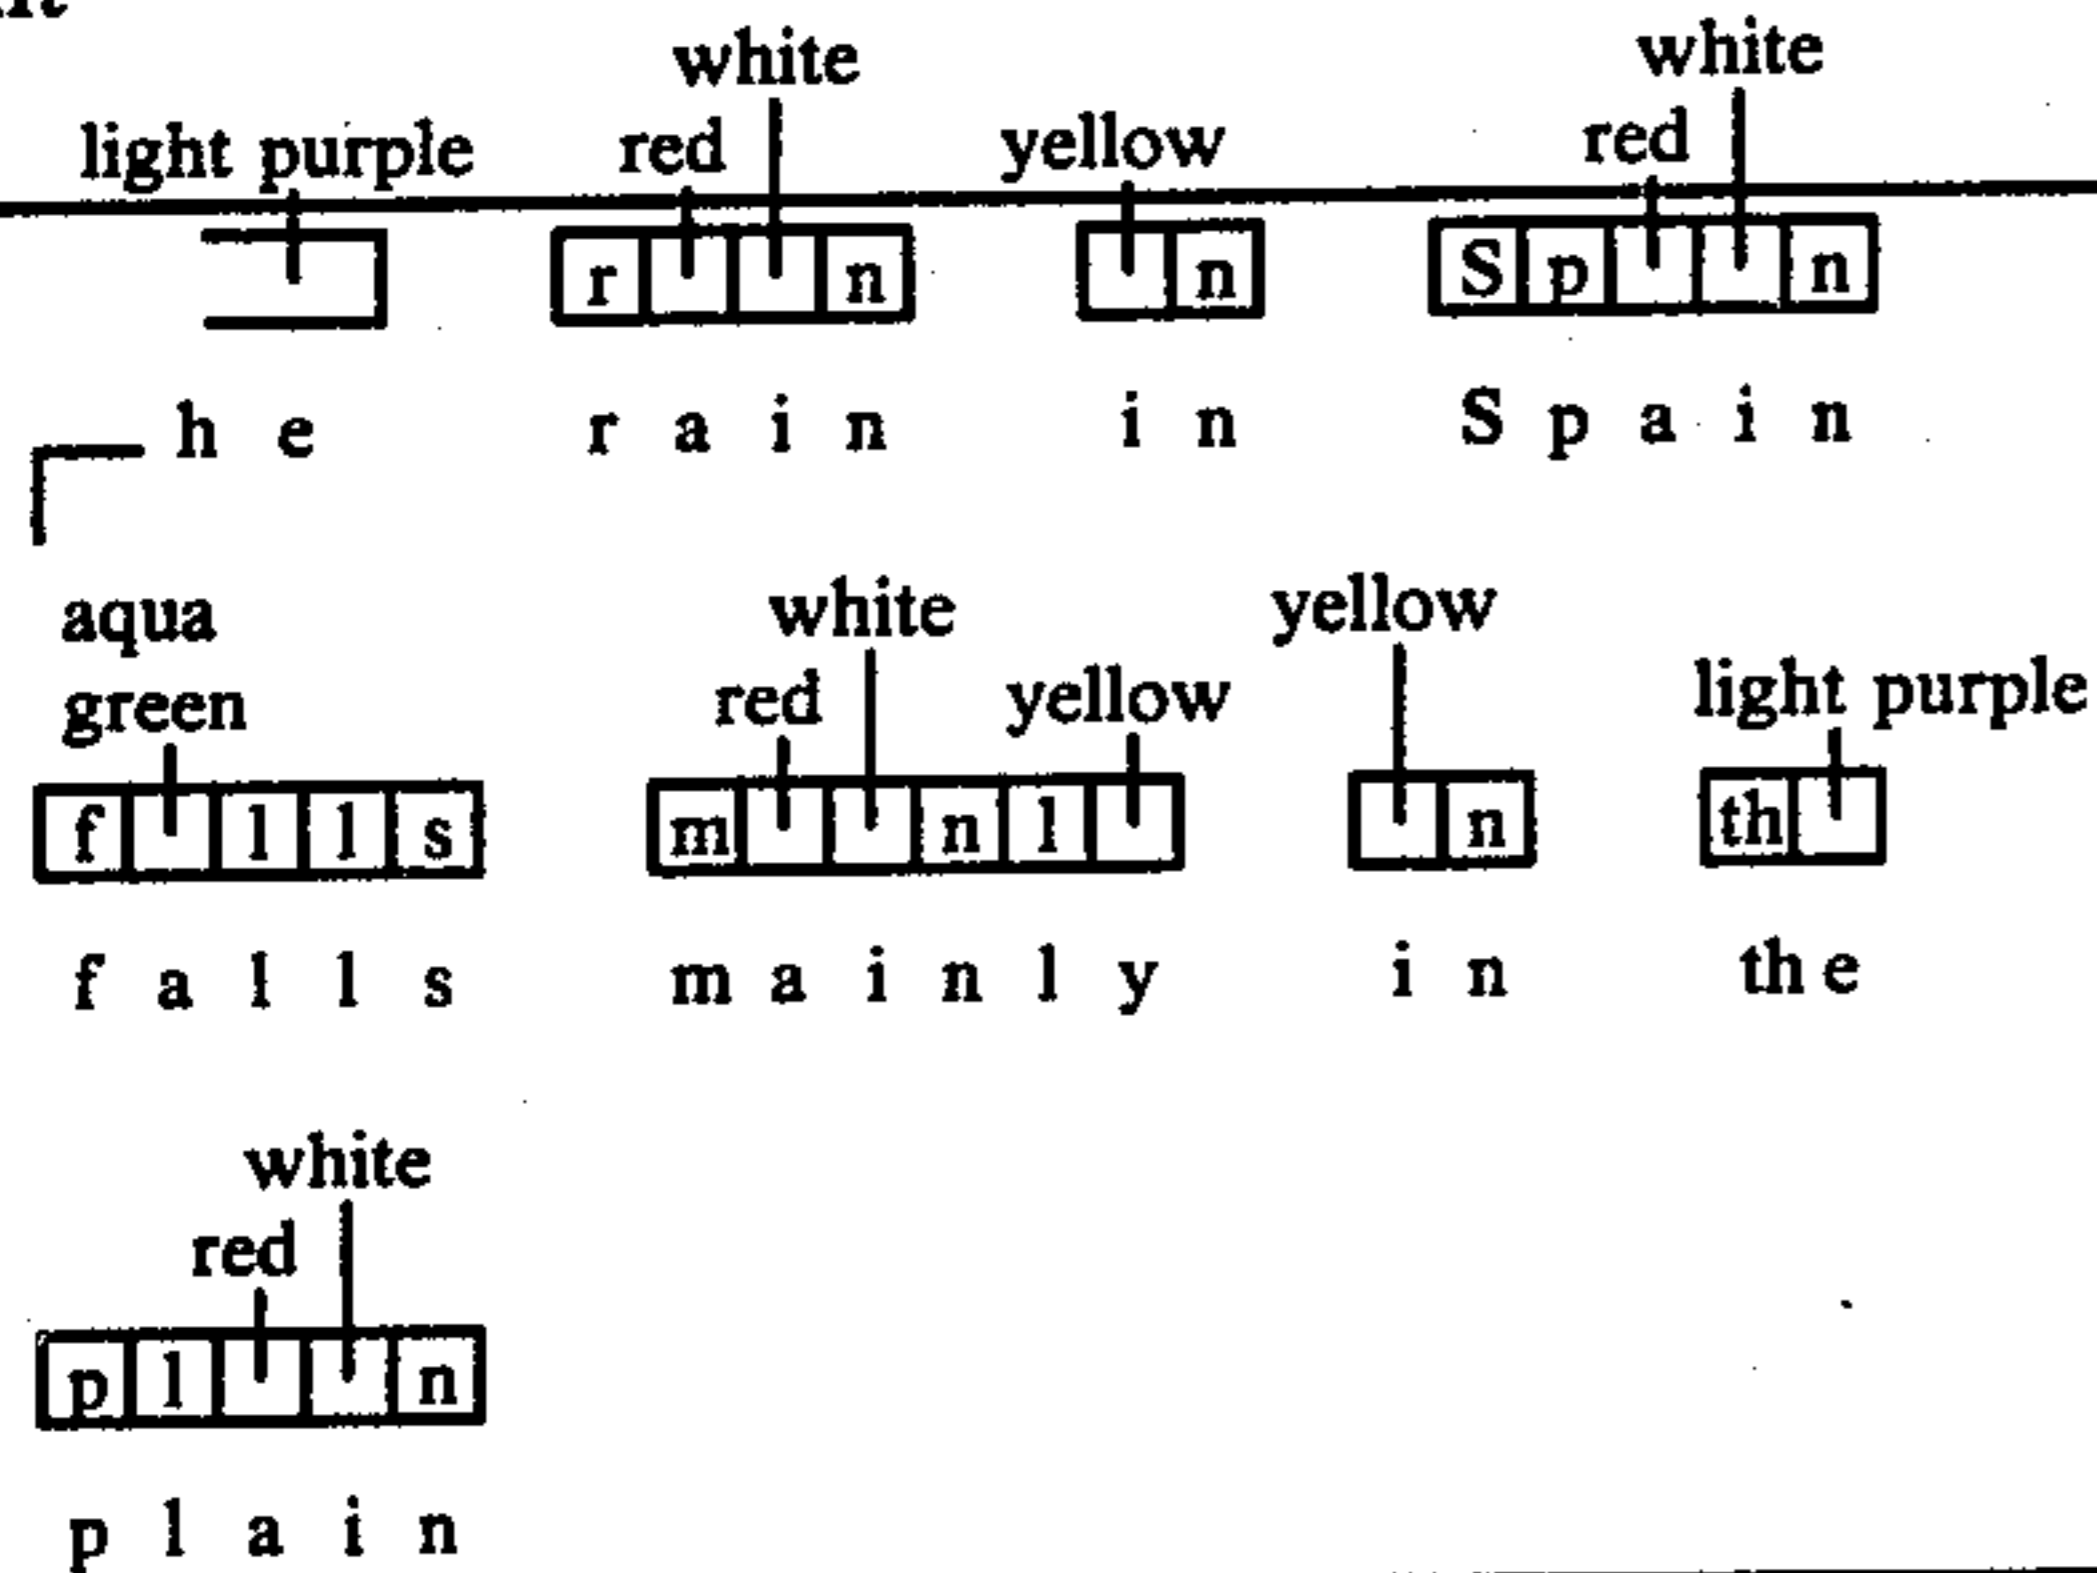 white white
light purple red yellow red
r n n S p n
h e r a i n i n S p a i n
aqua white yellow
green red yellow light purple
f l l s m n l n th
f a l l s m a i n l y i n the
white
red
p l n
p l a i n